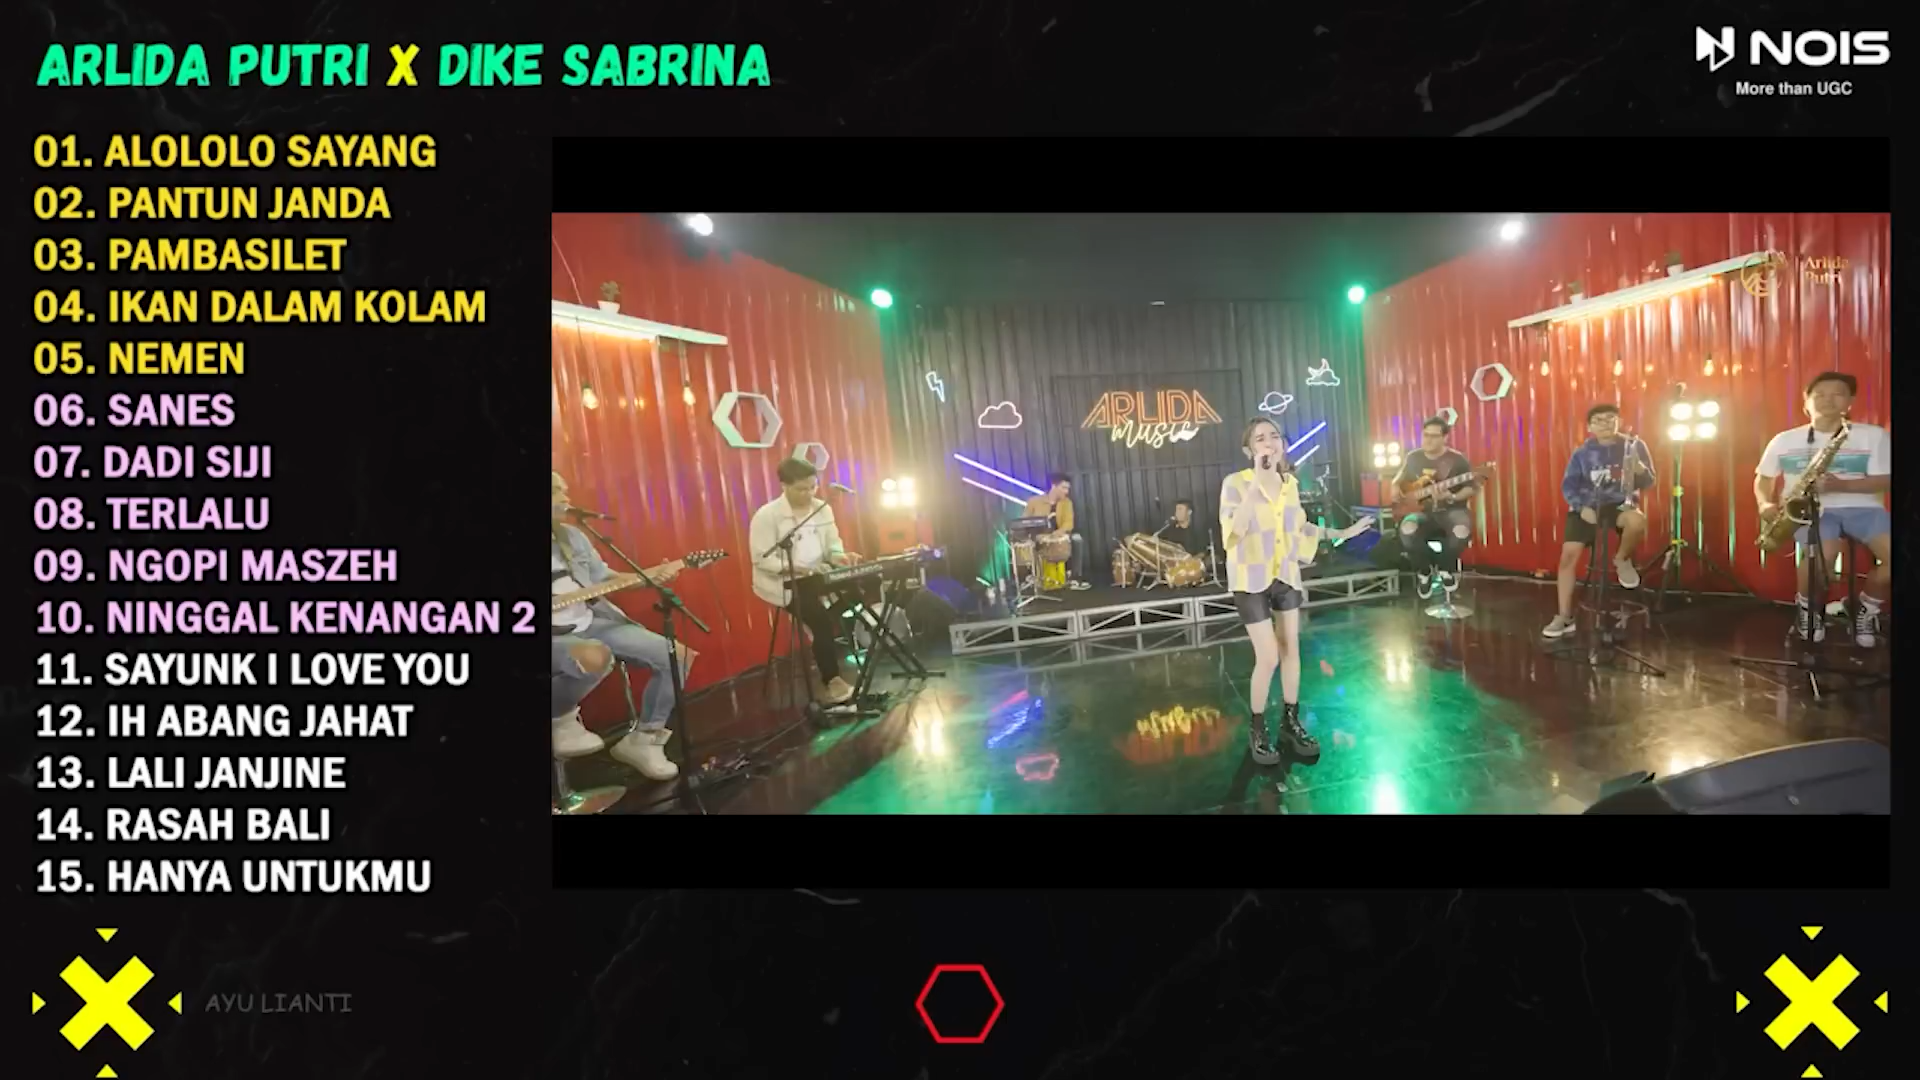 ARLIDA PUTRI X DIKE SABRINA
NOIS
More than UGC
01. ALOLOLO SAYANG
02. PANTUN JANDA
03. PAMBASILET
04. IKAN DALAM KOLAM
05. NEMEN
06. SANES
07. DADI SIJI
08. TERLALU
09. NGOPI MASZEH
10. NINGGAL KENANGAN 2
11. SAYUNK I LOVE YOU
12. IH ABANG JAHAT
13. LALI JANJINE
14. RASAH BALI
15. HANYA UNTUKMU
Arlida
Putri
ARLIDA
music
AYU LIANTI